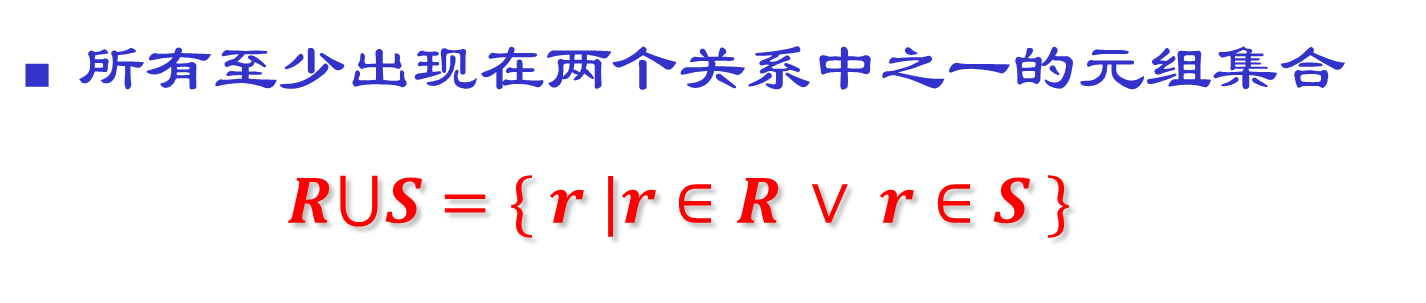 ▪ 所有至少出现在两个关系中之一的元组集合
R⋃S = { r |r ∈ R ∨ r ∈ S }